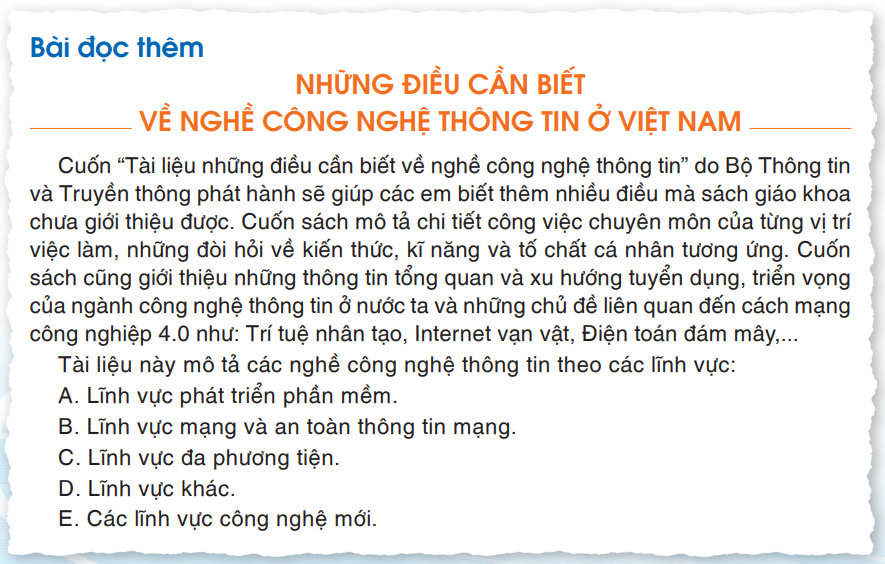 Bài đọc thêm
NHỮNG ĐIỀU CẦN BIẾT
VỀ NGHỀ CÔNG NGHỆ THÔNG TIN Ở VIỆT NAM
Cuốn “Tài liệu những điều cần biết về nghề công nghệ thông tin” do Bộ Thông tin
và Truyền thông phát hành sẽ giúp các em biết thêm nhiều điều mà sách giáo khoa
chưa giới thiệu được. Cuốn sách mô tả chi tiết công việc chuyên môn của từng vị trí
việc làm, những đòi hỏi về kiến thức, kĩ năng và tố chất cá nhân tương ứng. Cuốn
sách cũng giới thiệu những thông tin tổng quan và xu hướng tuyển dụng, triển vọng
của ngành công nghệ thông tin ở nước ta và những chủ đề liên quan đến cách mạng
công nghiệp 4.0 như: Trí tuệ nhân tạo, Internet vạn vật, Điện toán đám mây,...
Tài liệu này mô tả các nghề công nghệ thông tin theo các lĩnh vực:
A. Lĩnh vực phát triển phần mềm.
B. Lĩnh vực mạng và an toàn thông tin mạng.
C. Lĩnh vực đa phương tiện.
D. Lĩnh vực khác.
E. Các lĩnh vực công nghệ mới.